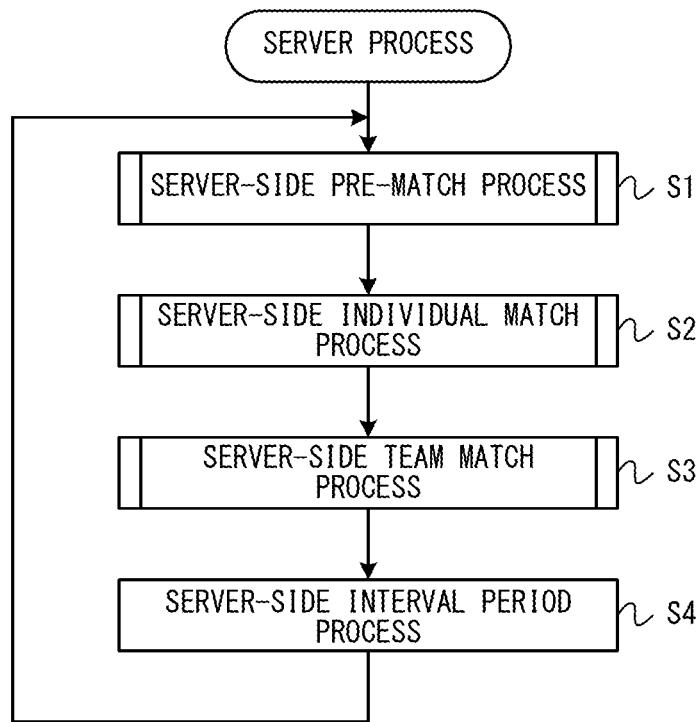 SERVER PROCESS
SERVER-SIDE PRE-MATCH PROCESS
S1
SERVER-SIDE INDIVIDUAL MATCH
PROCESS
S2
SERVER-SIDE TEAM MATCH
PROCESS
S3
SERVER-SIDE INTERVAL PERIOD
PROCESS
S4